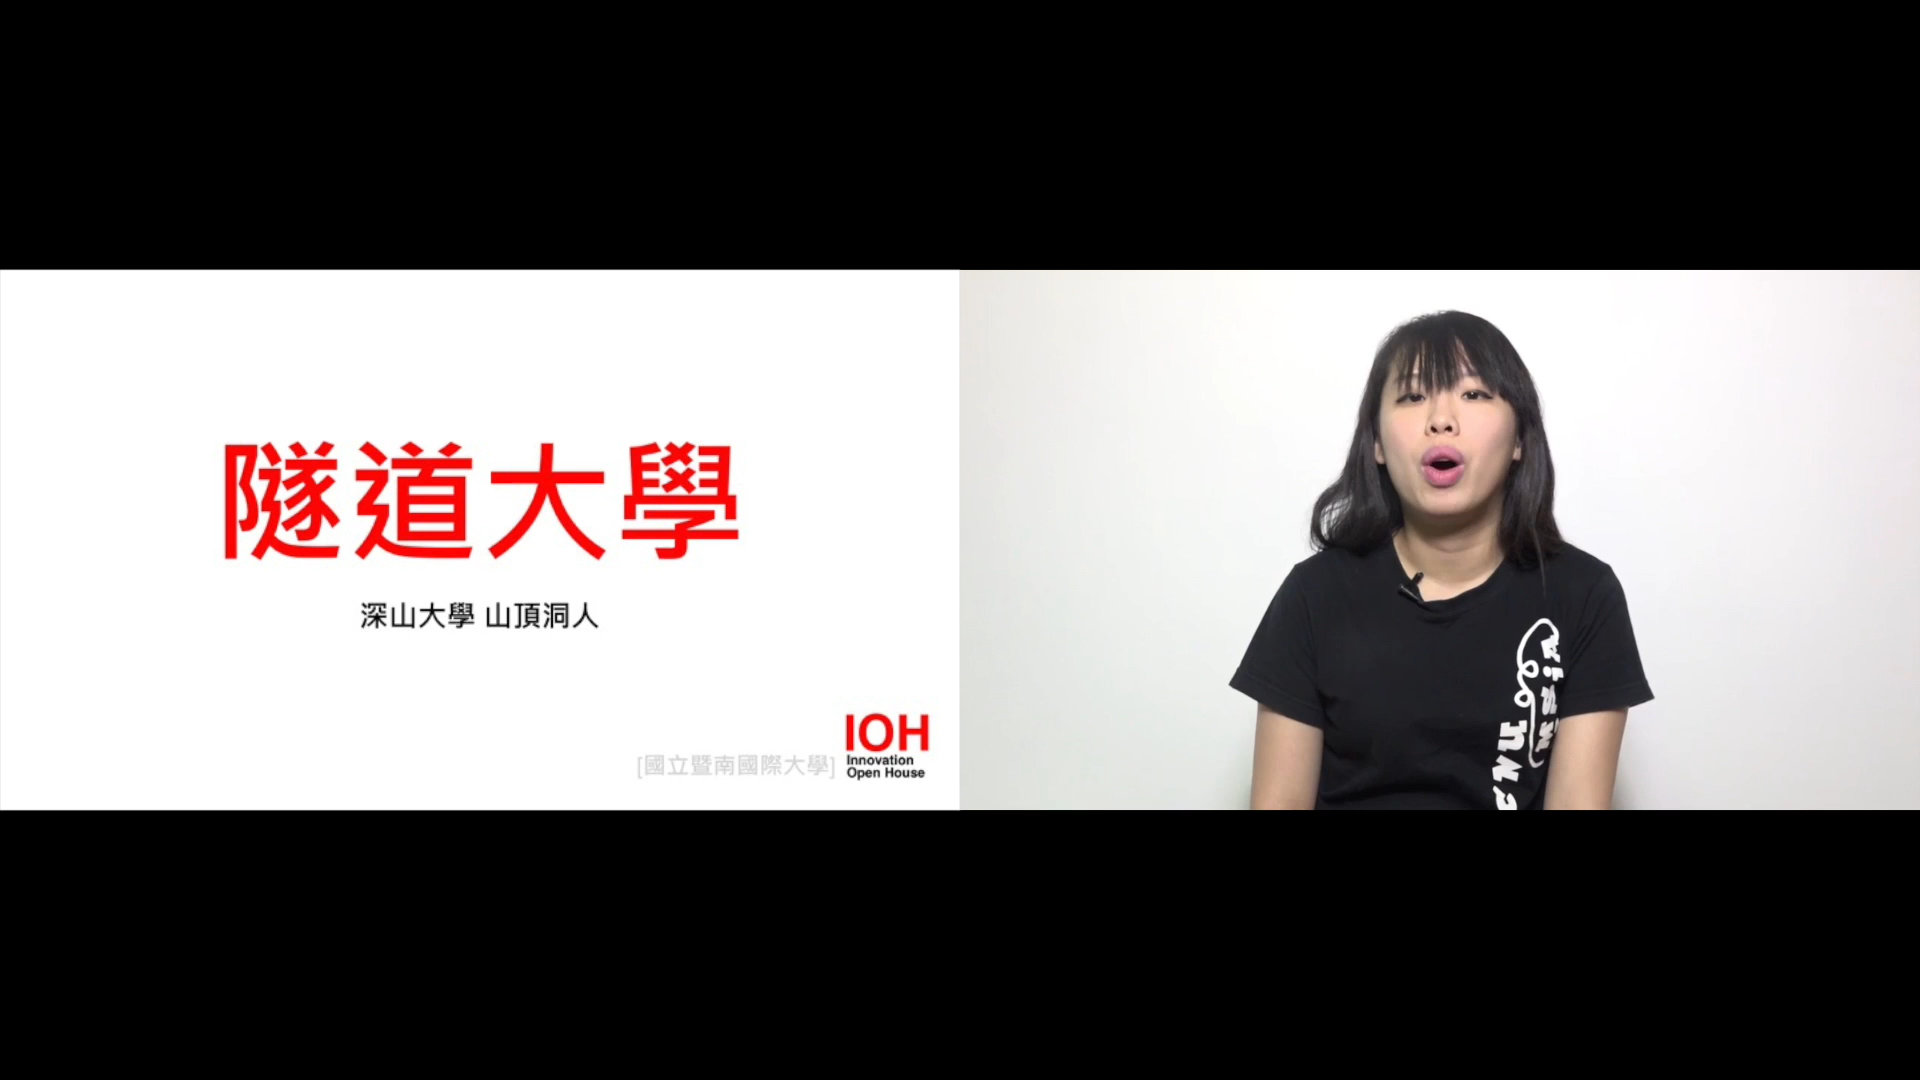 隧道大學
深山大學 山頂洞人
[國立暨南國際大學]
IOH
Innovation
Open House